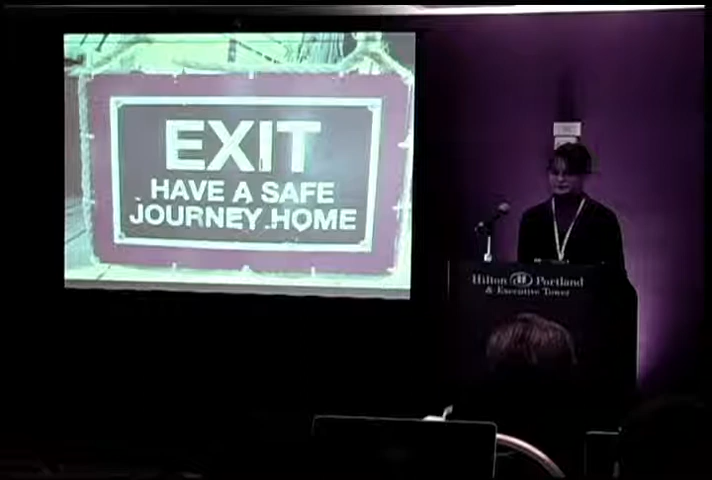 EXIT
HAVE A SAFE
JOURNEY HOME
Hilton Portland
& Executive Tower